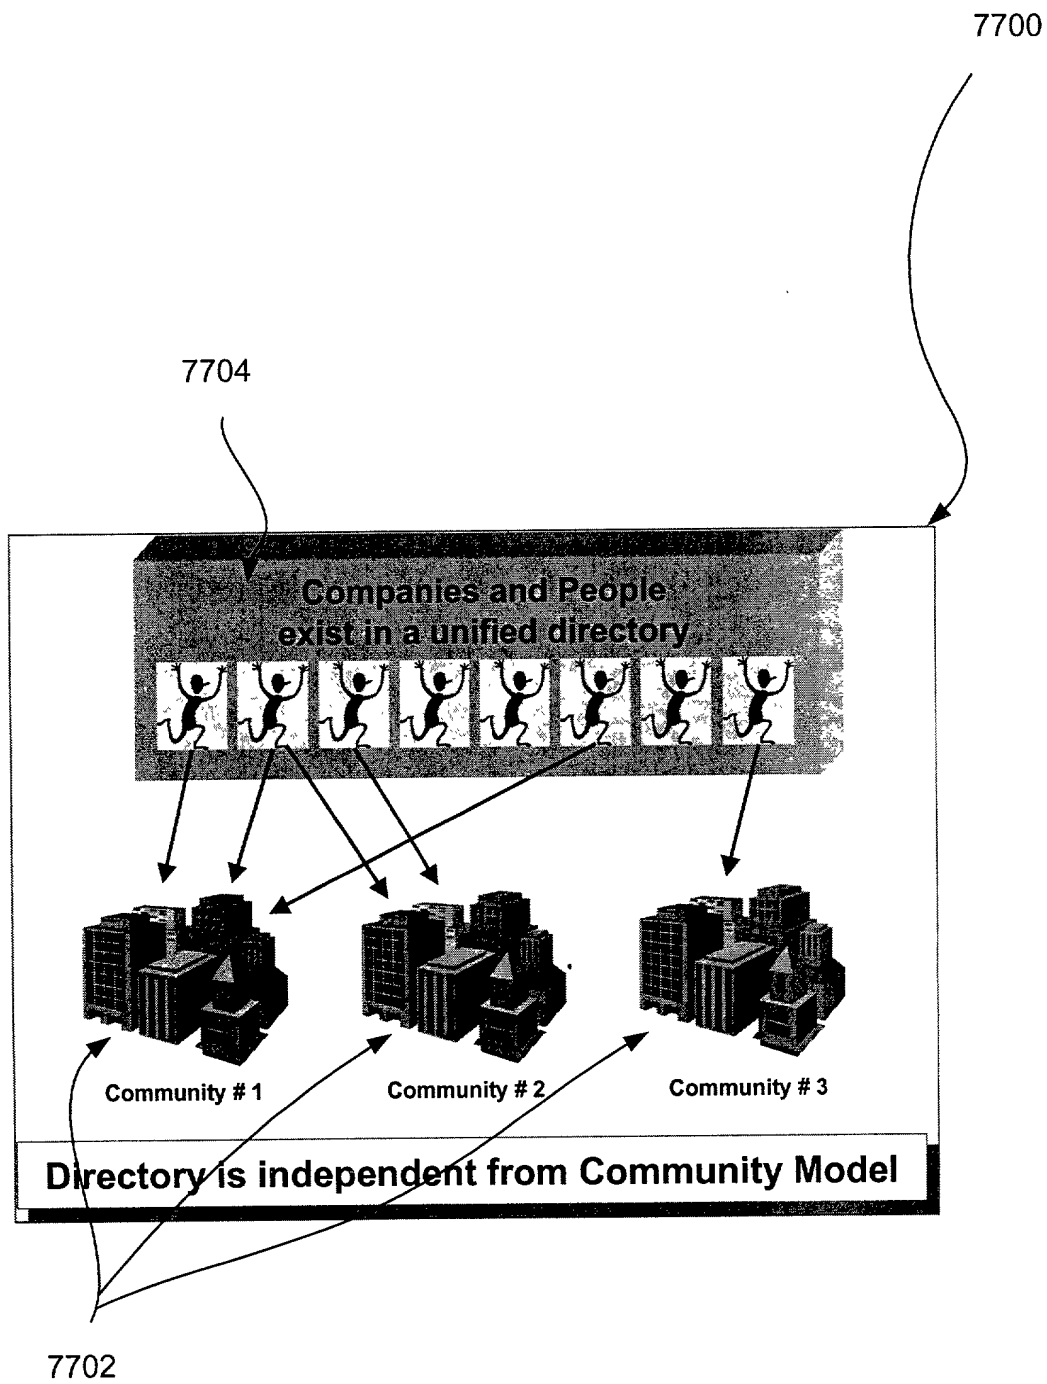 7700
7704
Companies and People
exist in a unified directory
Community # 1
Community # 2
Community # 3
Directory is independent from Community Model
7702